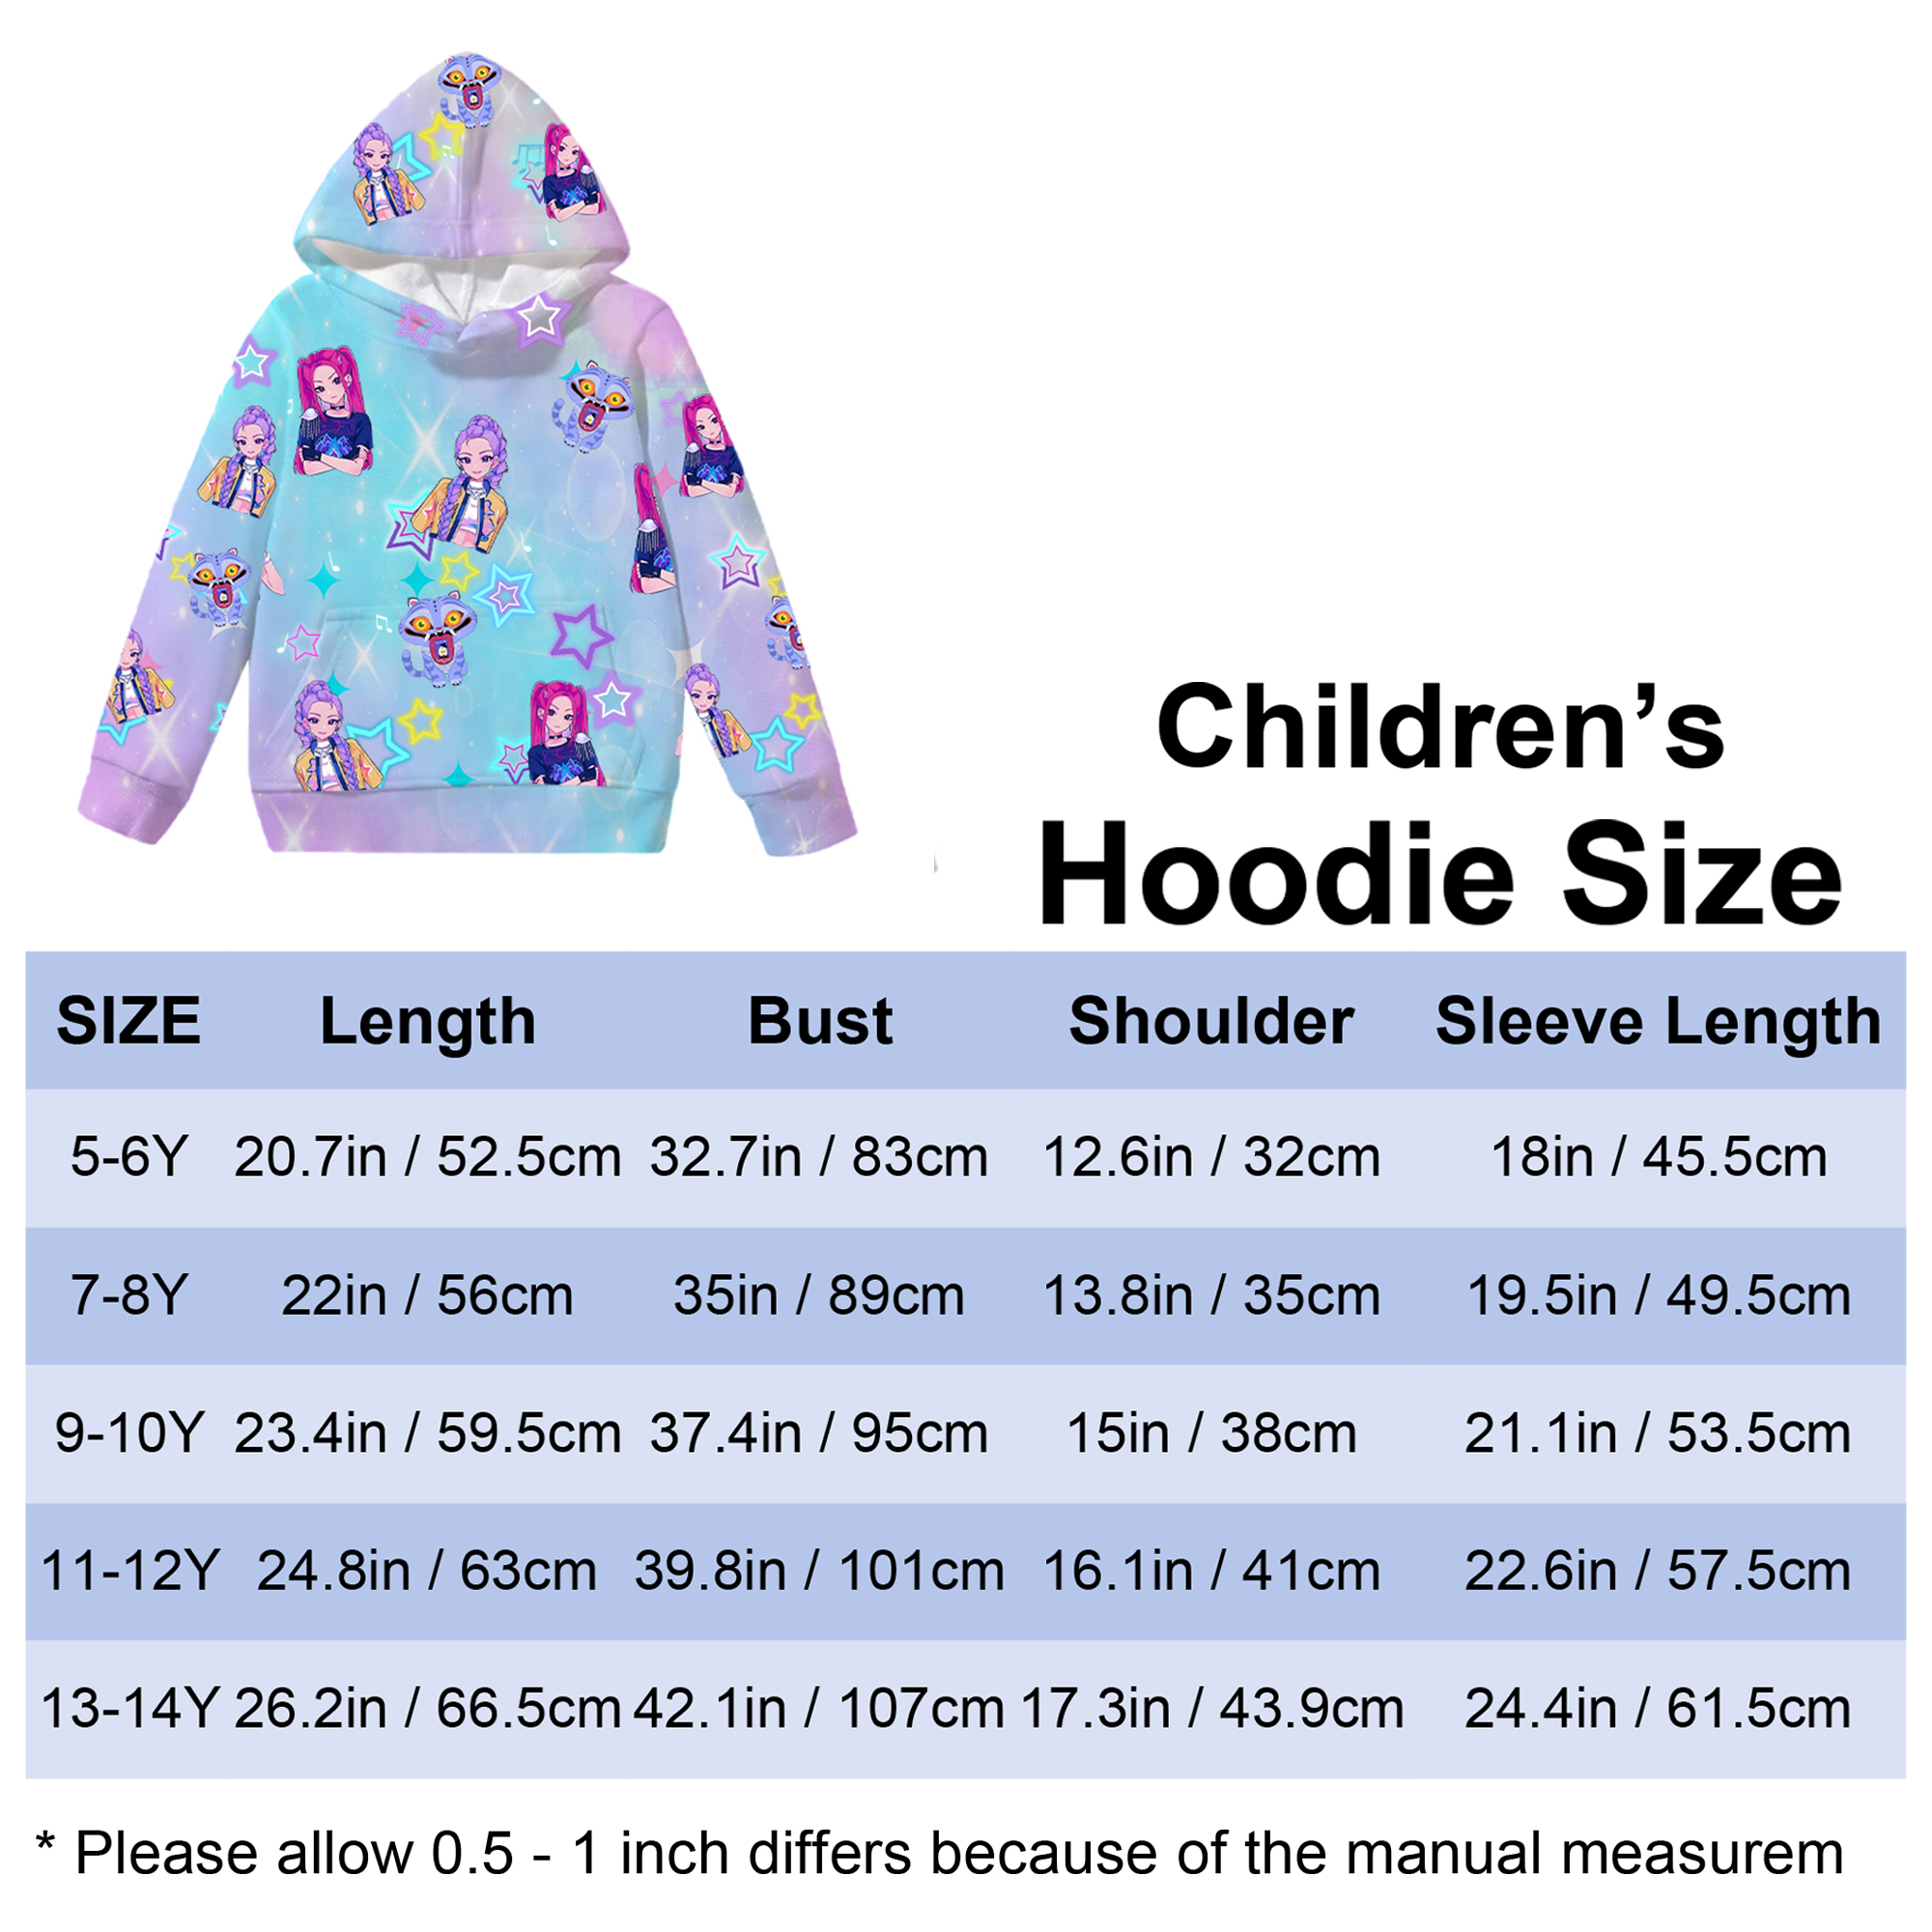 Children’s
Hoodie Size
SIZE Length Bust Shoulder Sleeve Length
5-6Y 20.7in / 52.5cm 32.7in / 83cm 12.6in / 32cm 18in / 45.5cm
7-8Y 22in / 56cm 35in / 89cm 13.8in / 35cm 19.5in / 49.5cm
9-10Y 23.4in / 59.5cm 37.4in / 95cm 15in / 38cm 21.1in / 53.5cm
11-12Y 24.8in / 63cm 39.8in / 101cm 16.1in / 41cm 22.6in / 57.5cm
13-14Y 26.2in / 66.5cm 42.1in / 107cm 17.3in / 43.9cm 24.4in / 61.5cm
* Please allow 0.5 - 1 inch differs because of the manual measurem